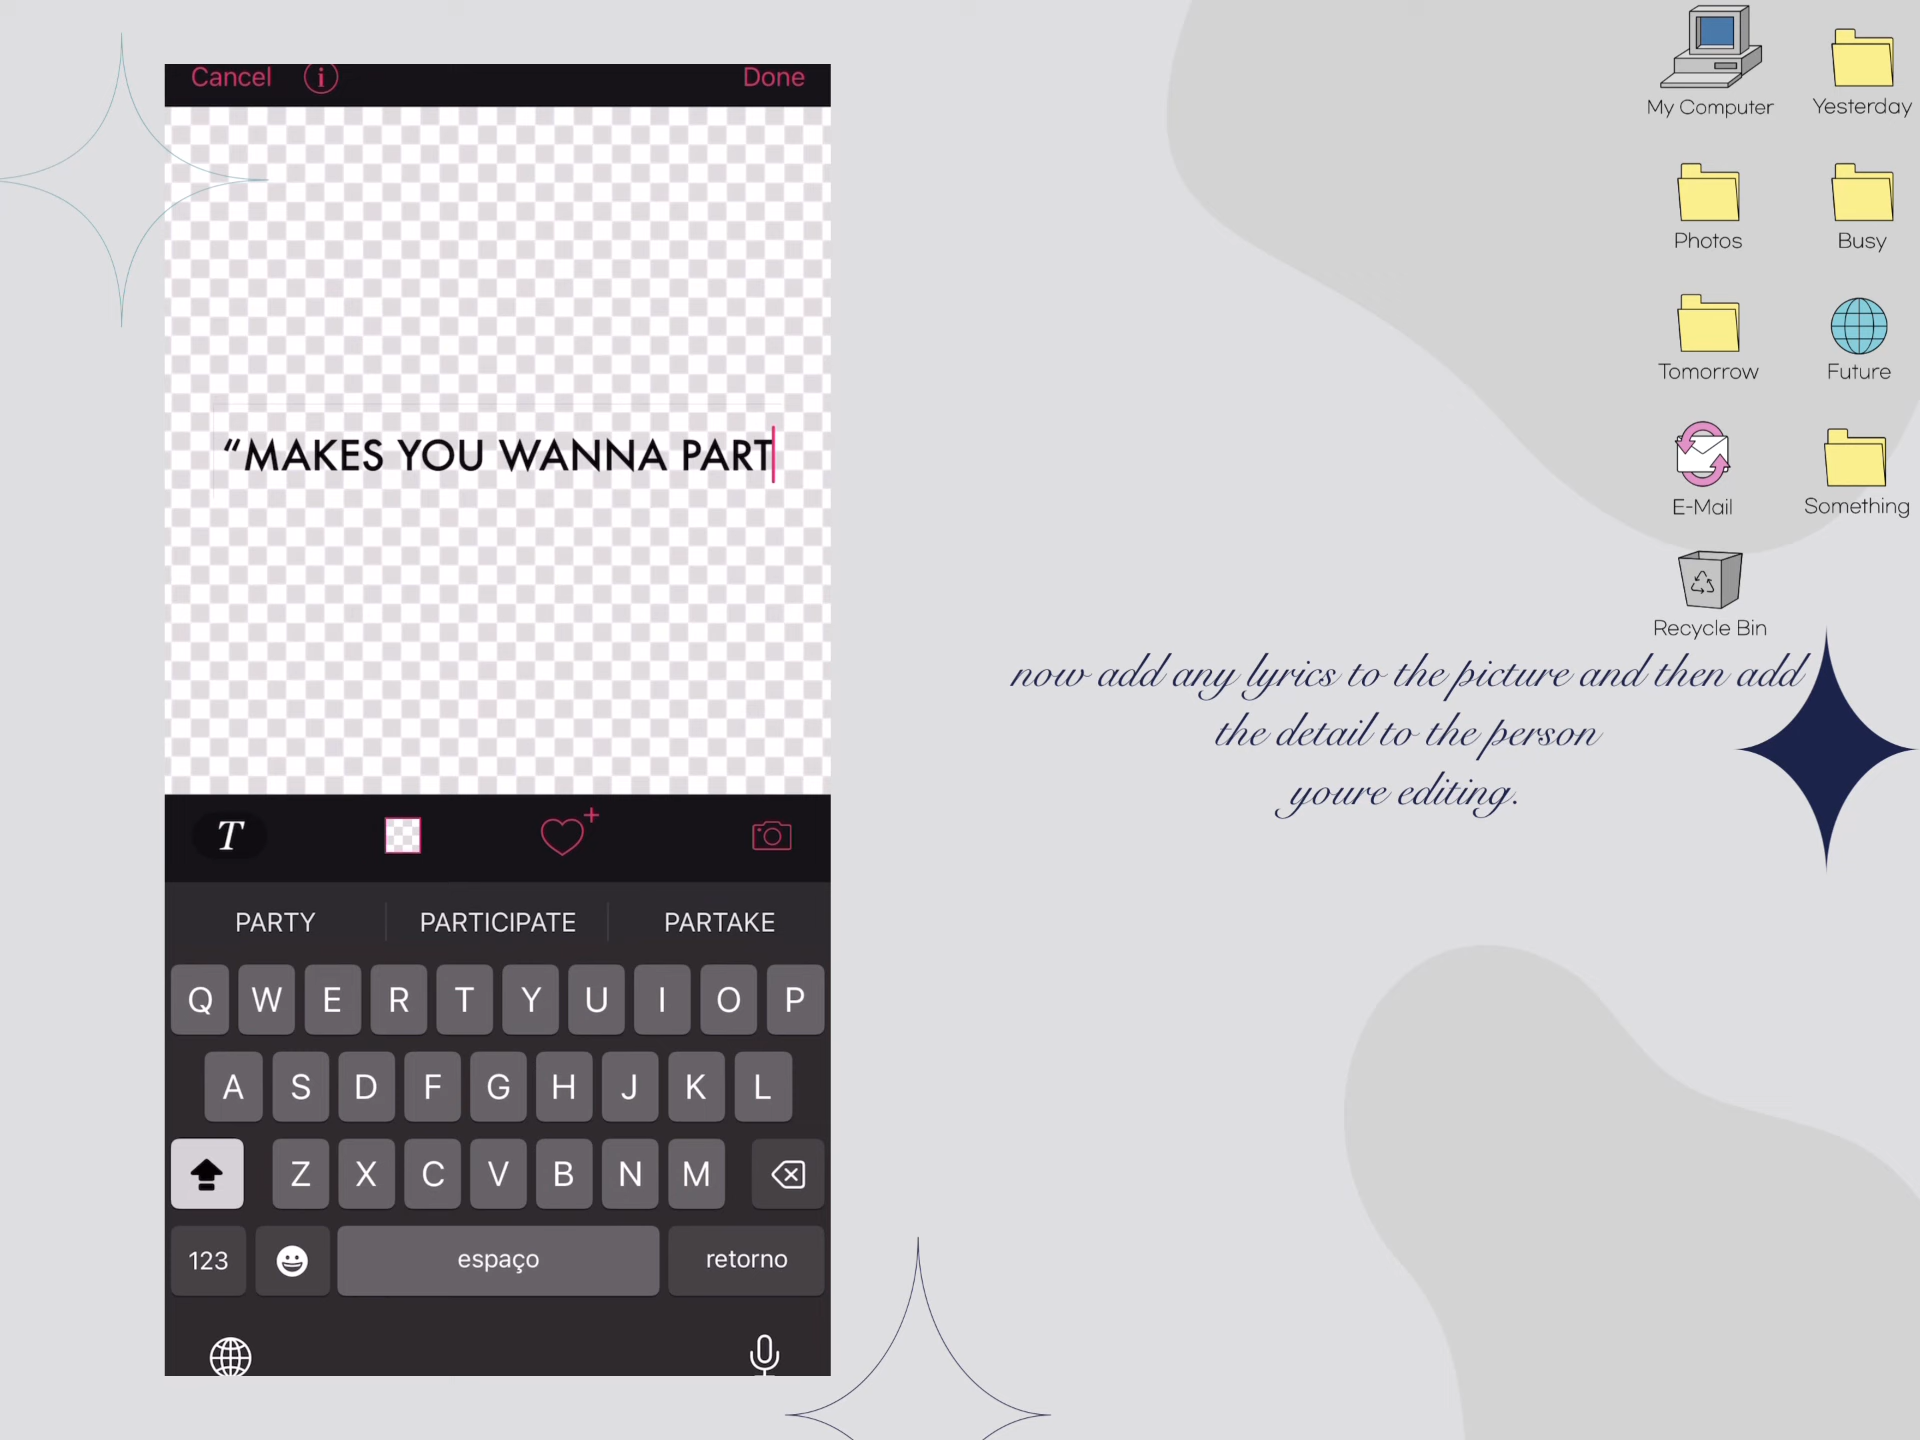 Cancel
Done
“MAKES YOU WANNA PART
T
PARTY PARTICIPATE PARTAKE
Q W E R T Y U I O P
A S D F G H J K L
Z X C V B N M
123 espaço retorno
My Computer Yesterday
Photos Busy
Tomorrow Future
E-Mail Something
Recycle Bin
now add any lyrics to the picture and then add
the detail to the person
youre editing.